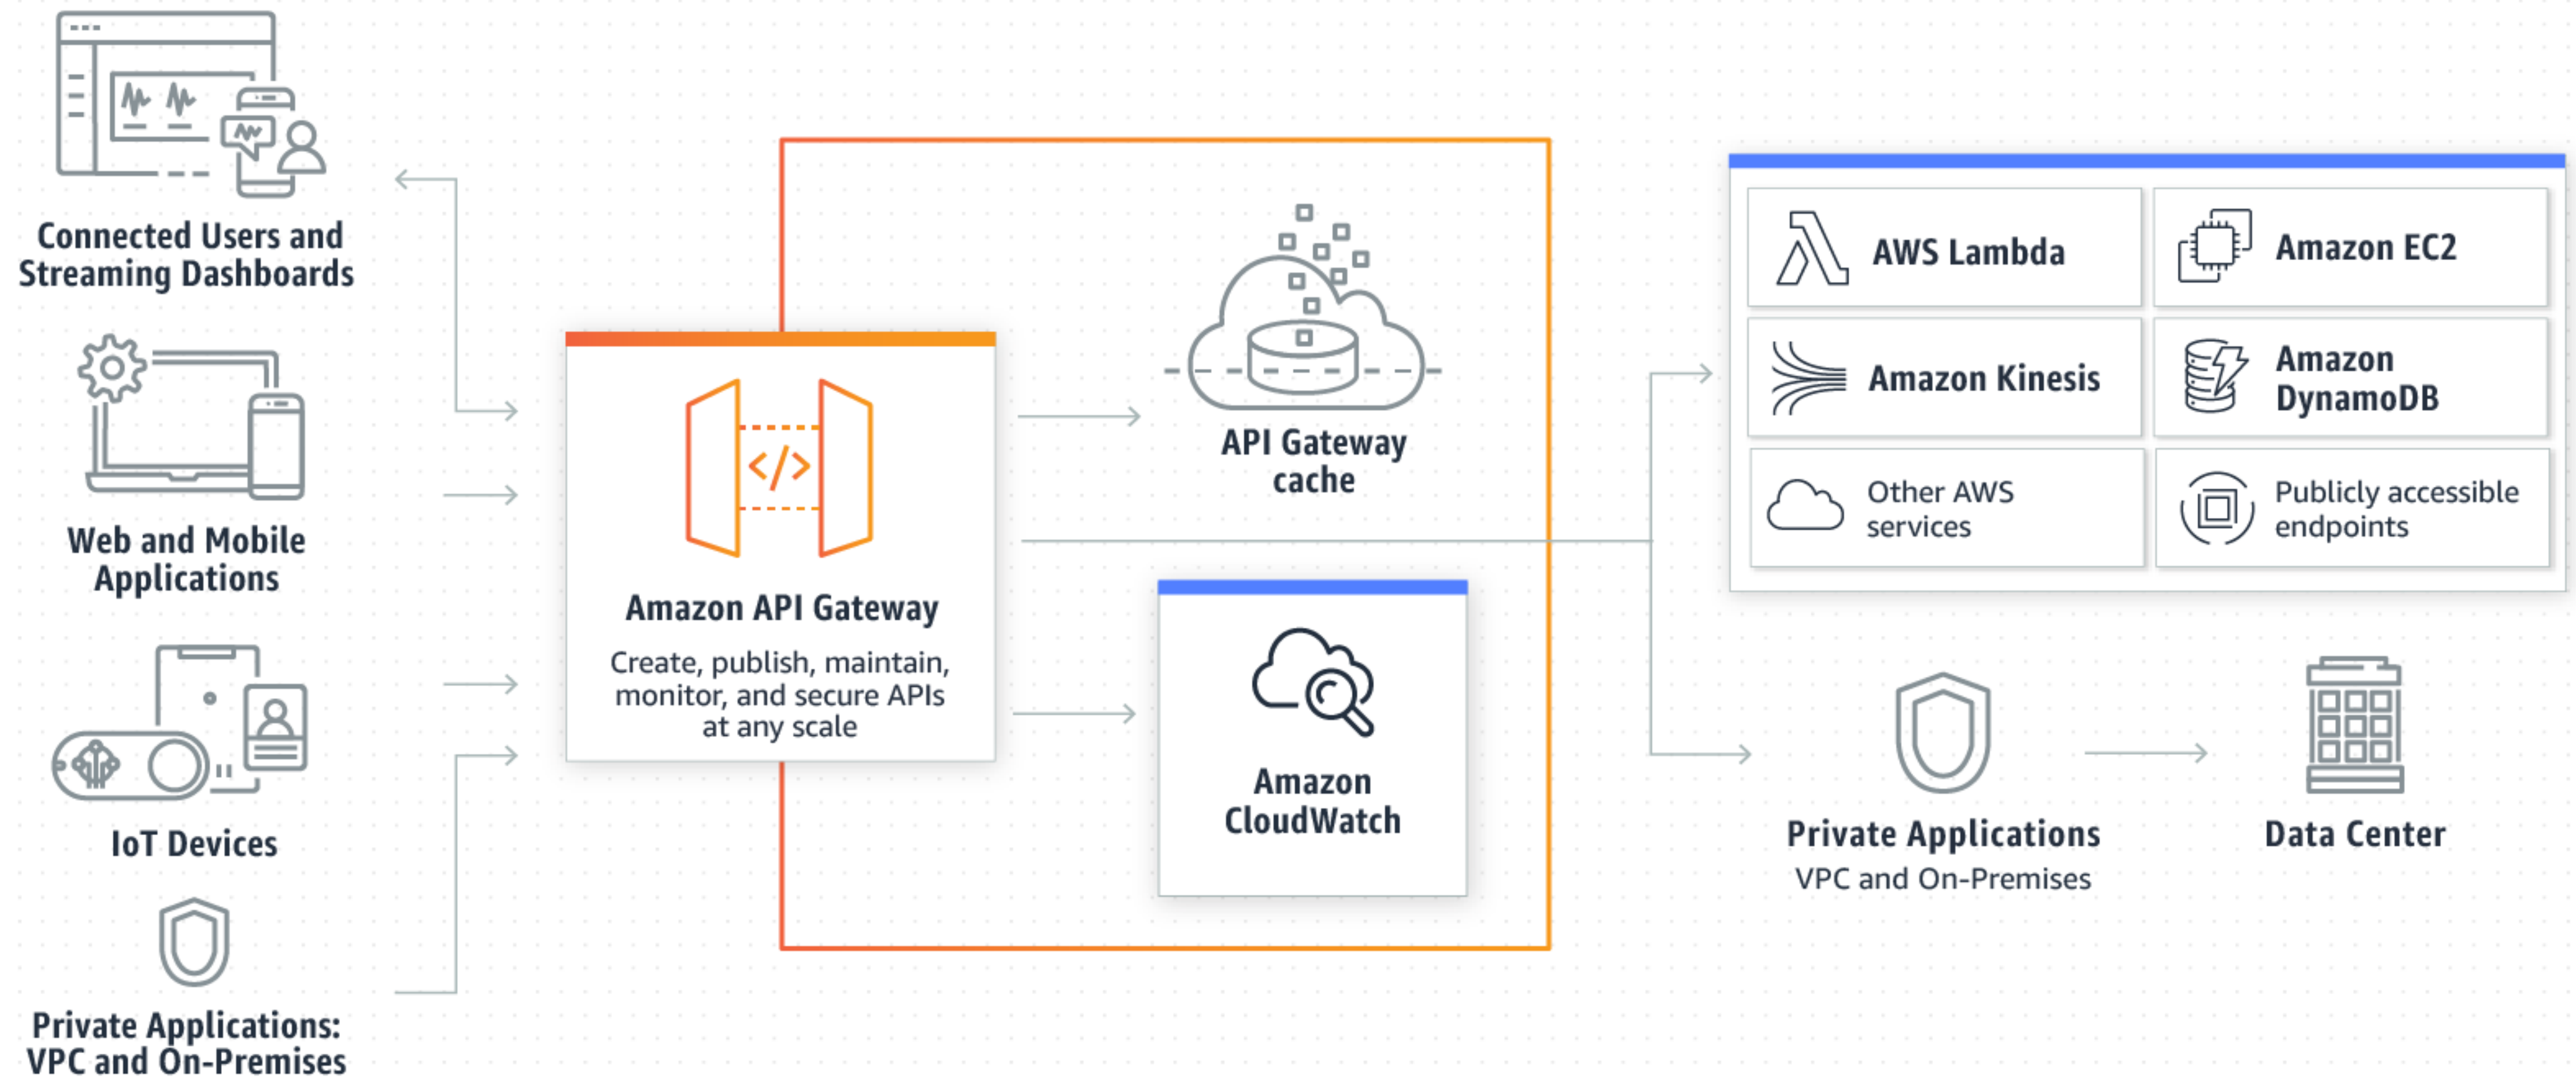 Connected Users and
Streaming Dashboards
Web and Mobile
Applications
IoT Devices
Private Applications:
VPC and On-Premises
Amazon API Gateway
Create, publish, maintain,
monitor, and secure APIs
at any scale
API Gateway
cache
Amazon
CloudWatch
AWS Lambda
Amazon EC2
Amazon Kinesis
Amazon
DynamoDB
Other AWS
services
Publicly accessible
endpoints
Private Applications
VPC and On-Premises
Data Center